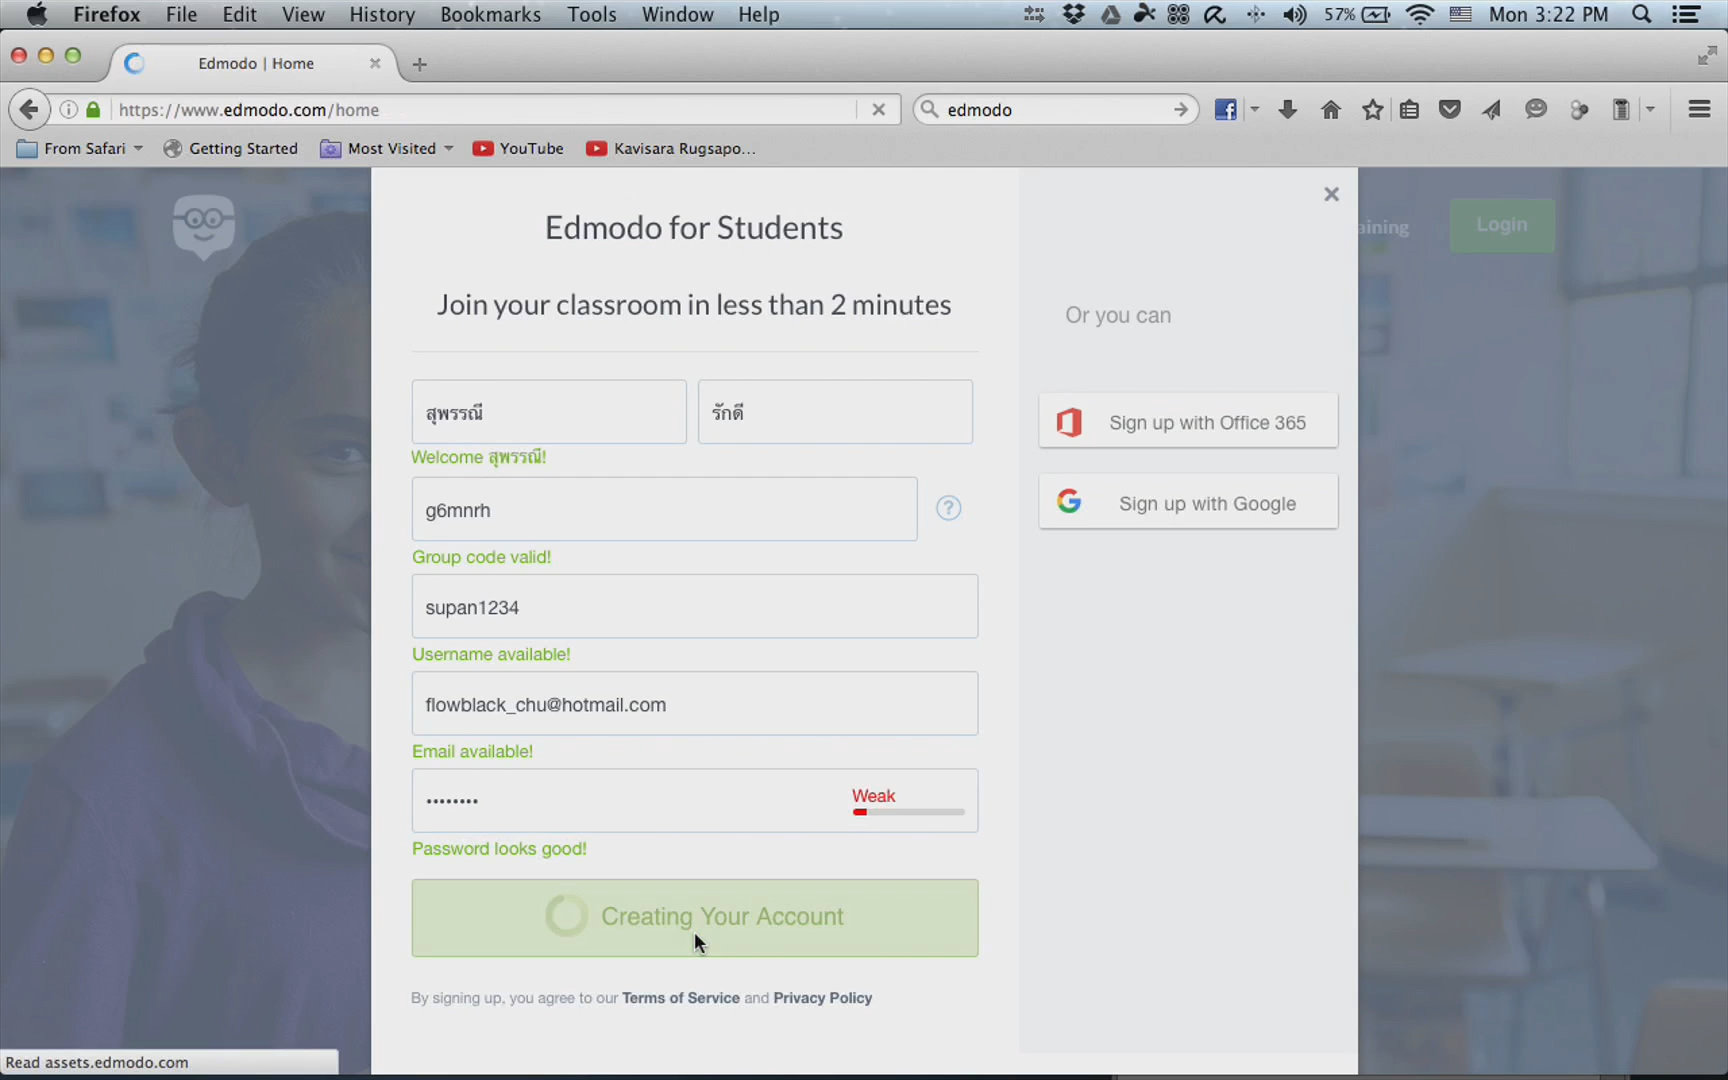 Firefox File Edit View History Bookmarks Tools Window Help 57% Mon 3:22 PM
Edmodo | Home
https://www.edmodo.com/home edmodo
From Safari Getting Started Most Visited YouTube Kavisara Rugsapo...
Edmodo for Students
aining Login
Join your classroom in less than 2 minutes
Or you can
สุพรรณี รักดี
Sign up with Office 365
Welcome สุพรรณี!
g6mnrh ?
Sign up with Google
Group code valid!
supan1234
Username available!
flowblack_chu@hotmail.com
Email available!
•••••••• Weak
Password looks good!
Creating Your Account
By signing up, you agree to our Terms of Service and Privacy Policy
Read assets.edmodo.com